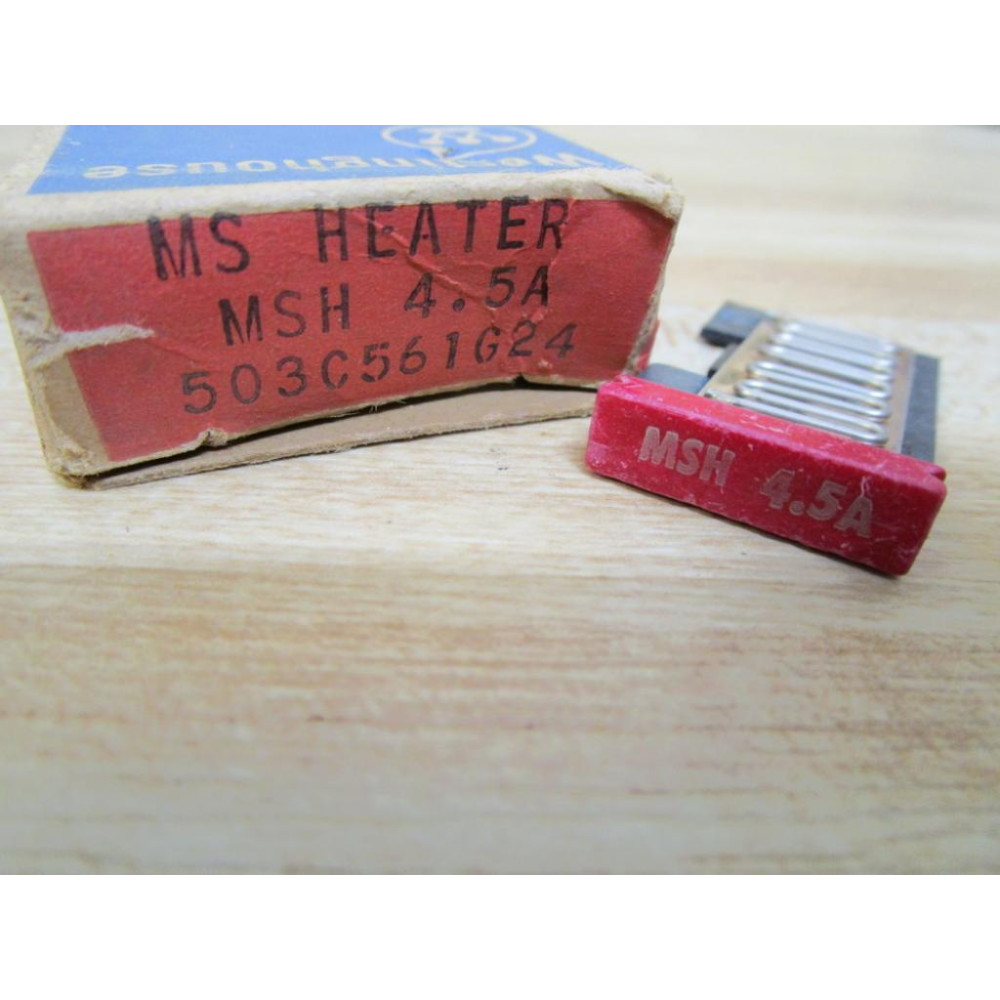 Westinghouse
MS HEATER
MSH 4.5A
503C561G24
MSH 4.5A